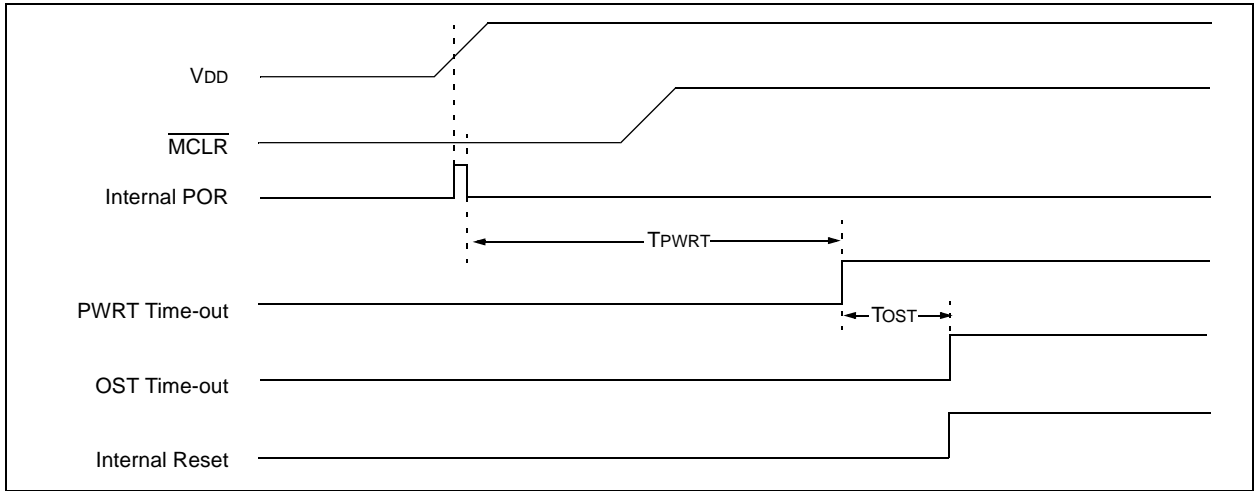 VDD
MCLR
Internal POR
TPWRT
PWRT Time-out
TOST
OST Time-out
Internal Reset